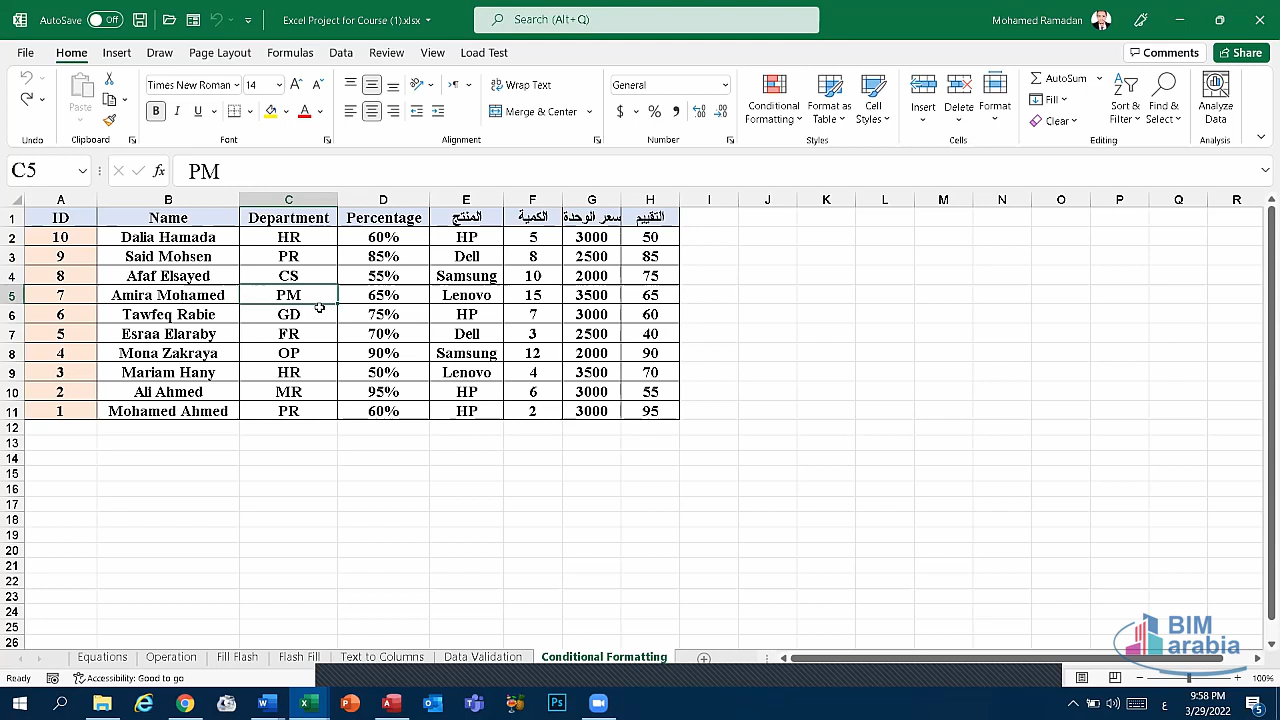 AutoSave Off
Excel Project for Course (1).xlsx
Search (Alt+Q)
Mohamed Ramadan
File Home Insert Draw Page Layout Formulas Data Review View Load Test
Comments
Share
Times New Roman 14
Wrap Text
General
Merge & Center
Paste
Conditional Formatting
Format as Table
Cell Styles
Insert
Delete
Format
AutoSum
Fill
Clear
Sort & Filter
Find & Select
Analyze Data
Undo Clipboard Font Alignment Number Styles Cells Editing Analysis
C5 fx PM
A B C D E F G H I J K L M N O P Q R
1 ID Name Department Percentage المنتج الكمية سعر الوحدة التقييم
2 10 Dalia Hamada HR 60% HP 5 3000 50
3 9 Said Mohsen PR 85% Dell 8 2500 85
4 8 Afaf Elsayed CS 55% Samsung 10 2000 75
5 7 Amira Mohamed PM 65% Lenovo 15 3500 65
6 6 Tawfeq Rabie GD 75% HP 7 3000 60
7 5 Esraa Elaraby FR 70% Dell 3 2500 40
8 4 Mona Zakraya OP 90% Samsung 12 2000 90
9 3 Mariam Hany HR 50% Lenovo 4 3500 70
10 2 Ali Ahmed MR 95% HP 6 3000 55
11 1 Mohamed Ahmed PR 60% HP 2 3000 95
12
13
14
15
16
17
18
19
20
21
22
23
24
25
26
BIM
arabia
Equations Operation Fill Flash Flash Fill Text to Columns Data Validation Conditional Formatting
Ready Accessibility: Good to go 100%
9:58 PM
3/29/2022
ع
5